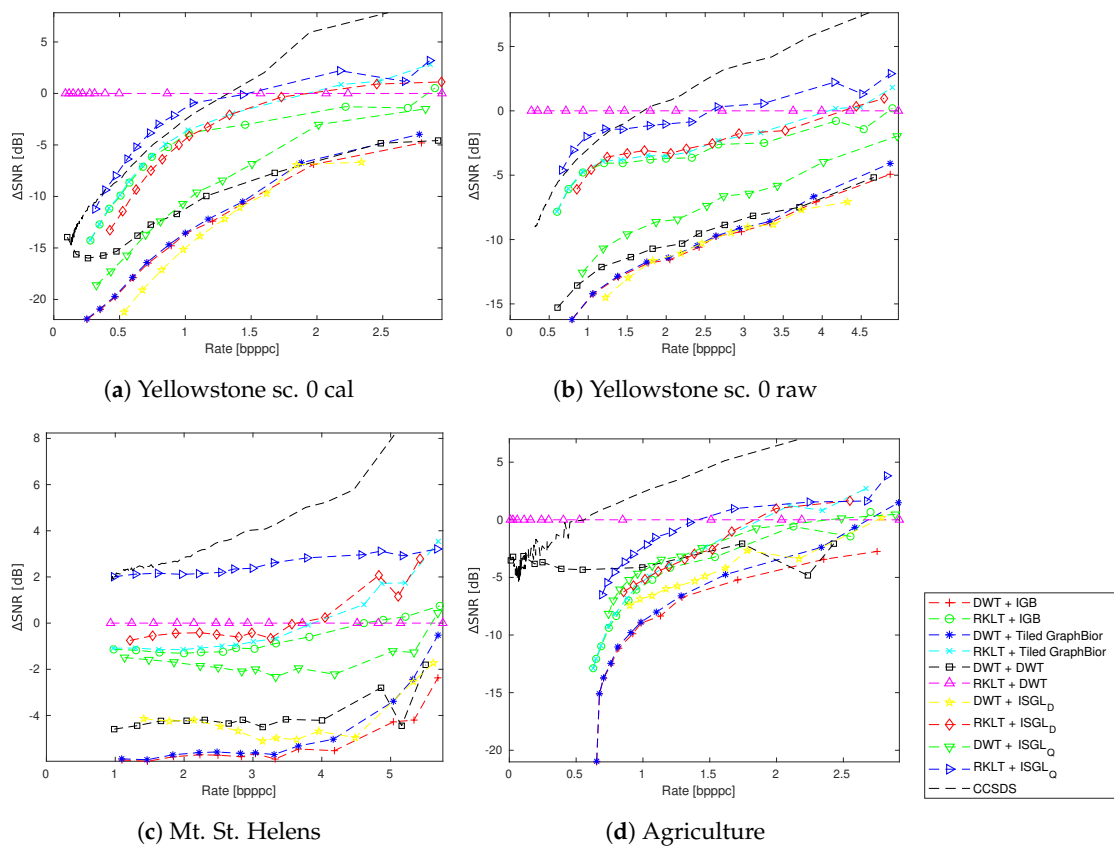 5
0
-5
-10
-15
-20
ΔSNR [dB]
0
0.5
1
1.5
2
2.5
Rate [bpppc]
(a) Yellowstone sc. 0 cal
5
0
-5
-10
-15
ΔSNR [dB]
0
0.5
1
1.5
2
2.5
3
3.5
4
4.5
Rate [bpppc]
(b) Yellowstone sc. 0 raw
8
6
4
2
0
-2
-4
ΔSNR [dB]
0
1
2
3
4
5
Rate [bpppc]
(c) Mt. St. Helens
5
0
-5
-10
-15
-20
ΔSNR [dB]
0
0.5
1
1.5
2
2.5
Rate [bpppc]
(d) Agriculture
DWT + IGB
RKLT + IGB
DWT + Tiled GraphBior
RKLT + Tiled GraphBior
DWT + DWT
RKLT + DWT
DWT + ISGL_D
RKLT + ISGL_D
DWT + ISGL_Q
RKLT + ISGL_Q
CCSDS